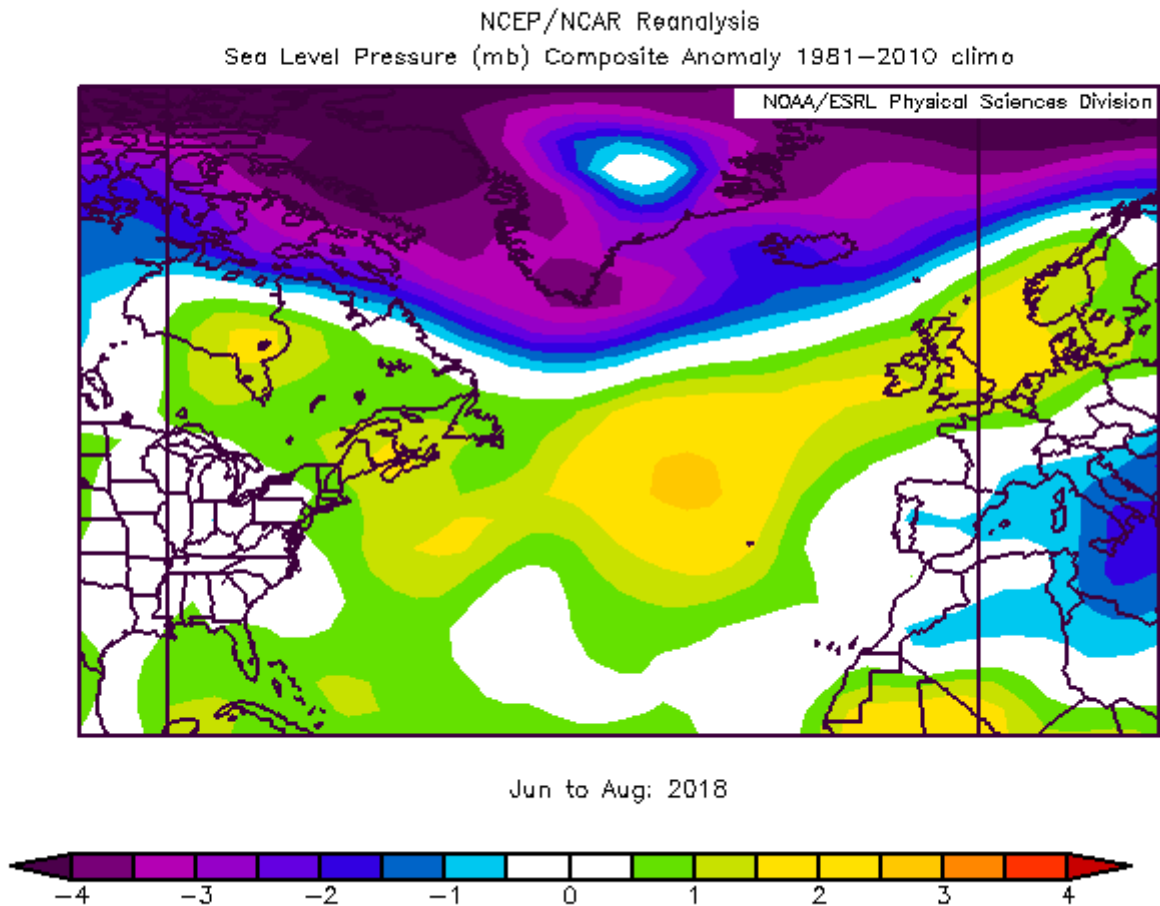 NCEP/NCAR Reanalysis
Sea Level Pressure (mb) Composite Anomaly 1981-2010 climo
NOAA/ESRL Physical Sciences Division
Jun to Aug: 2018
-4 -3 -2 -1 0 1 2 3 4